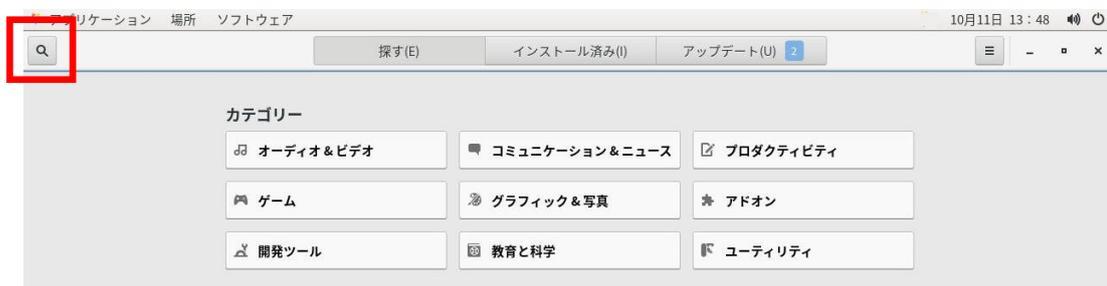 アプリケーション 場所 ソフトウェア 10月11日 13：48
探す(E) インストール済み(I) アップデート(U) 2
カテゴリー
オーディオ&ビデオ コミュニケーション&ニュース プロダクティビティ
ゲーム グラフィック&写真 アドオン
開発ツール 教育と科学 ユーティリティ